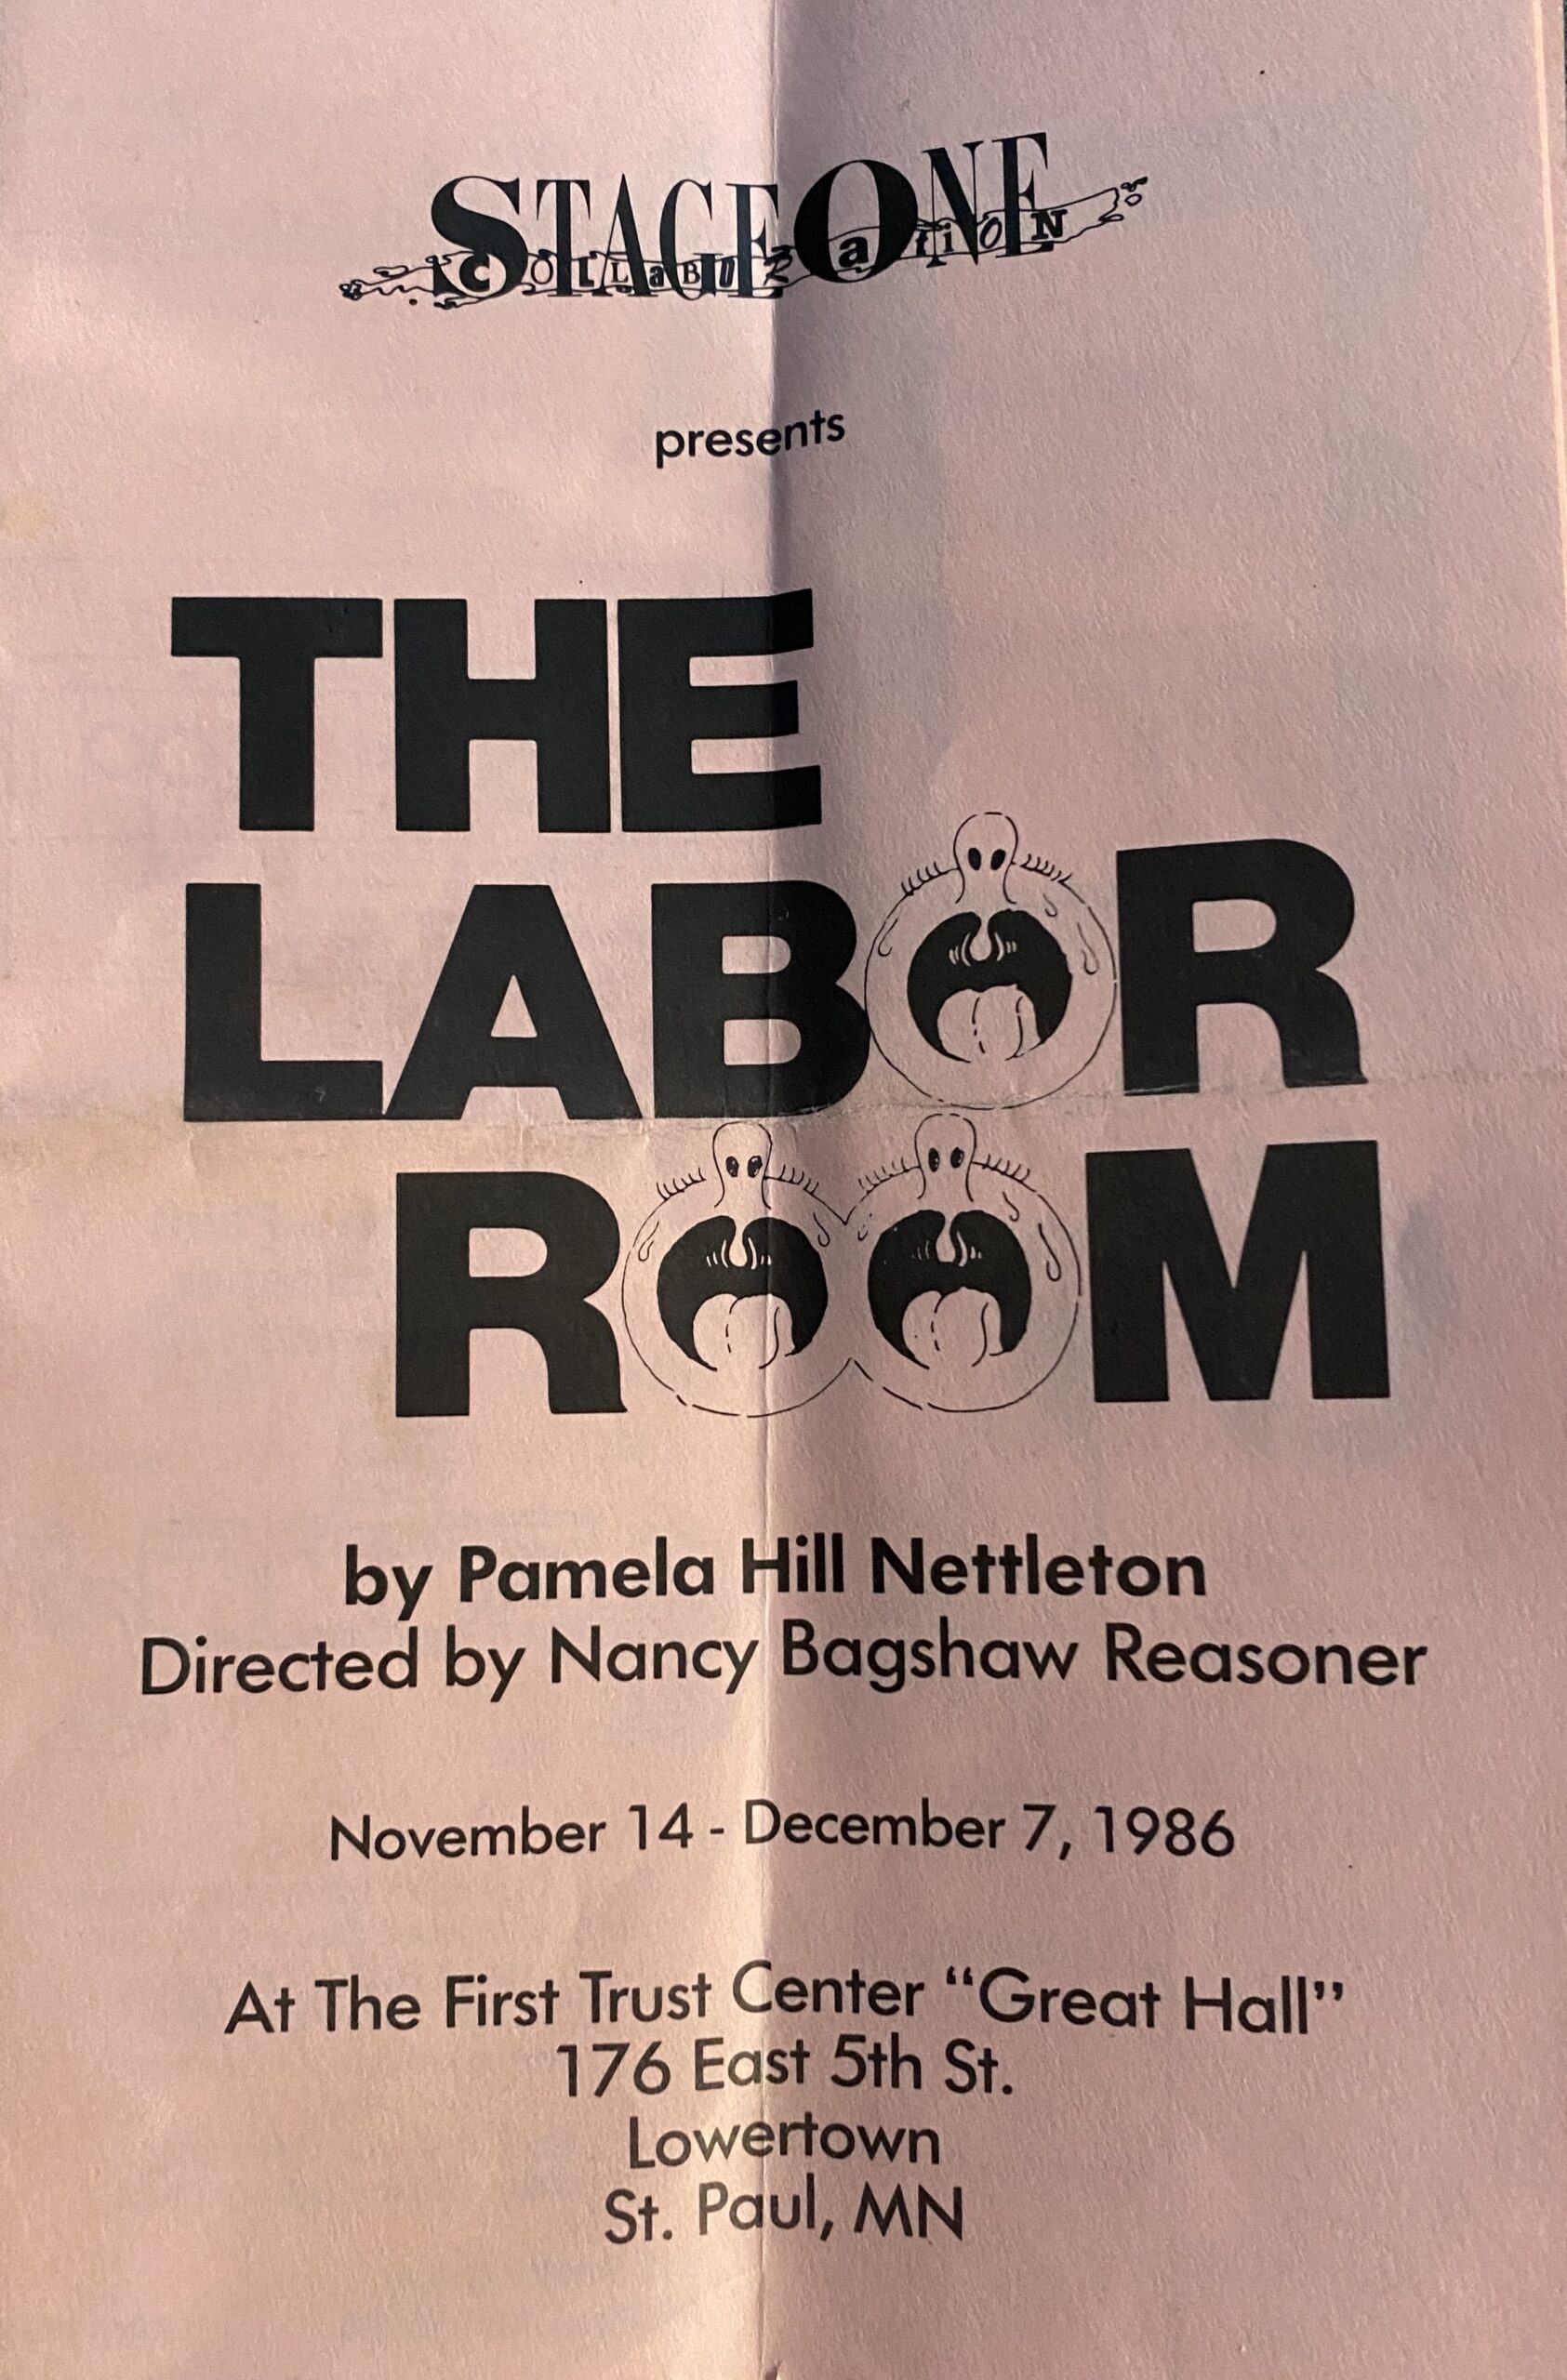 STAGE ONE
COLLaBORatiON
presents
THE
LABOR
ROOM
by Pamela Hill Nettleton
Directed by Nancy Bagshaw Reasoner
November 14 - December 7, 1986
At The First Trust Center “Great Hall”
176 East 5th St.
Lowertown
St. Paul, MN